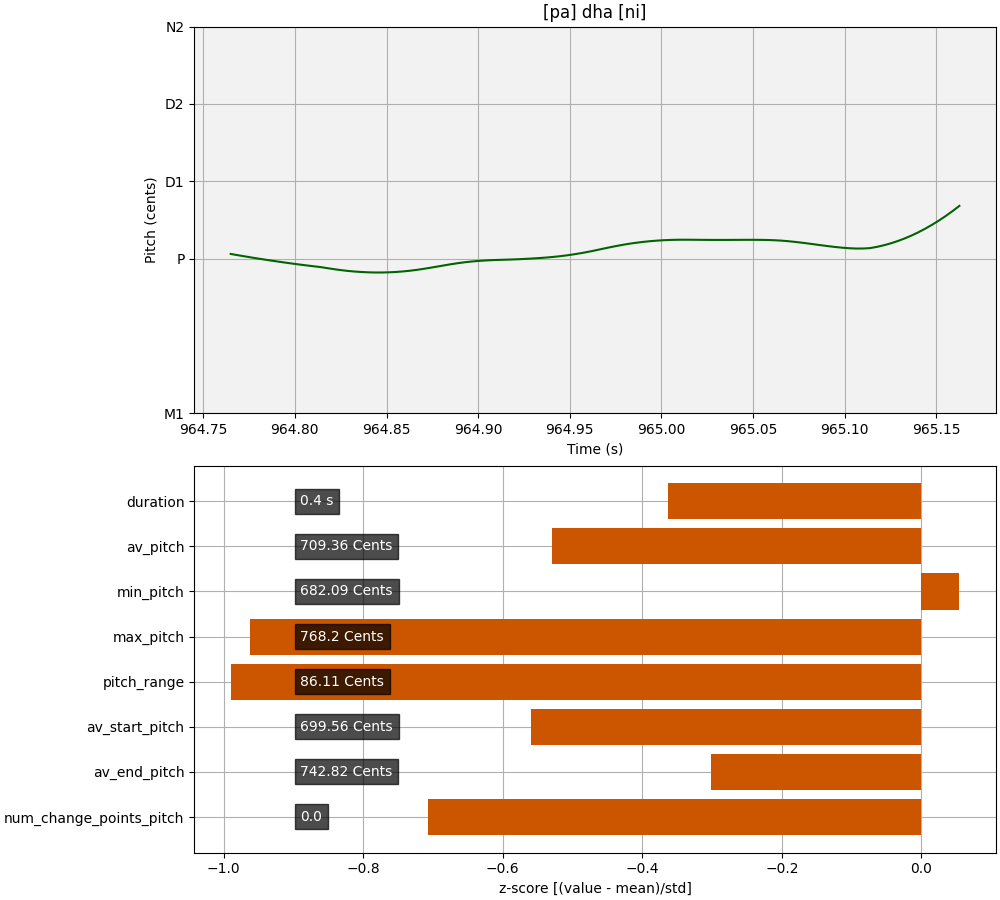 [pa] dha [ni]
N2
D2
D1
P
M1
Pitch (cents)
964.75 964.80 964.85 964.90 964.95 965.00 965.05 965.10 965.15
Time (s)
duration 0.4 s
av_pitch 709.36 Cents
min_pitch 682.09 Cents
max_pitch 768.2 Cents
pitch_range 86.11 Cents
av_start_pitch 699.56 Cents
av_end_pitch 742.82 Cents
num_change_points_pitch 0.0
−1.0 −0.8 −0.6 −0.4 −0.2 0.0
z-score [(value - mean)/std]